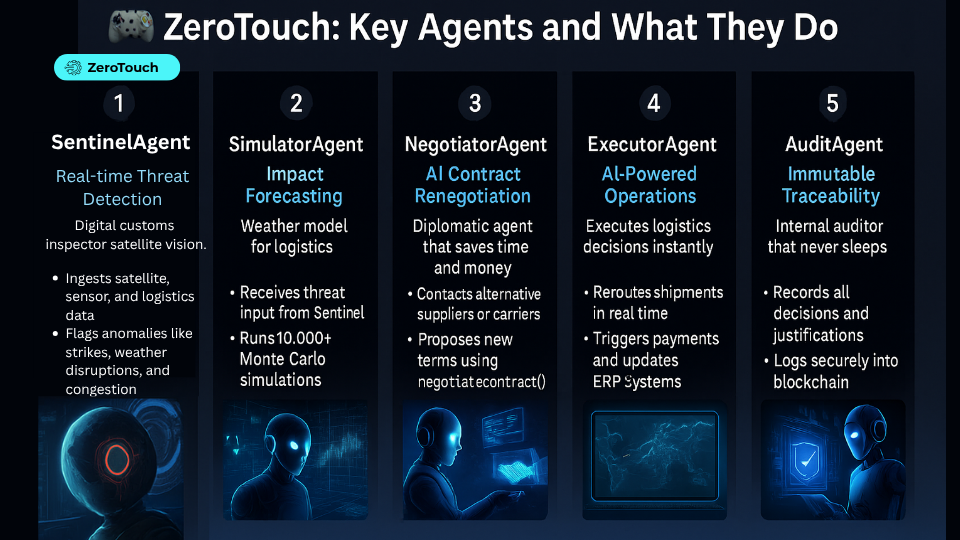 ZeroTouch: Key Agents and What They Do
ZeroTouch
1
SentinelAgent
Real-time Threat
Detection
Digital customs
inspector satellite vision.
• Ingests satellite,
sensor, and logistics
data
• Flags anomalies like
strikes, weather
disruptions, and
congestion
2
SimulatorAgent
Impact
Forecasting
Weather model
for logistics
• Receives threat
input from Sentinel
• Runs 10.000+
Monte Carlo
simulations
3
NegotiatorAgent
AI Contract
Renegotiation
Diplomatic agent
that saves time
and money
• Contacts alternative
suppliers or carriers
• Proposes new
terms using
negotiatecontract()
4
ExecutorAgent
AI-Powered
Operations
Executes logistics
decisions instantly
• Reroutes shipments
in real time
• Triggers payments
and updates
ERP Systems
5
AuditAgent
Immutable
Traceability
Internal auditor
that never sleeps
• Records all
decisions and
justifications
• Logs securely into
blockchain